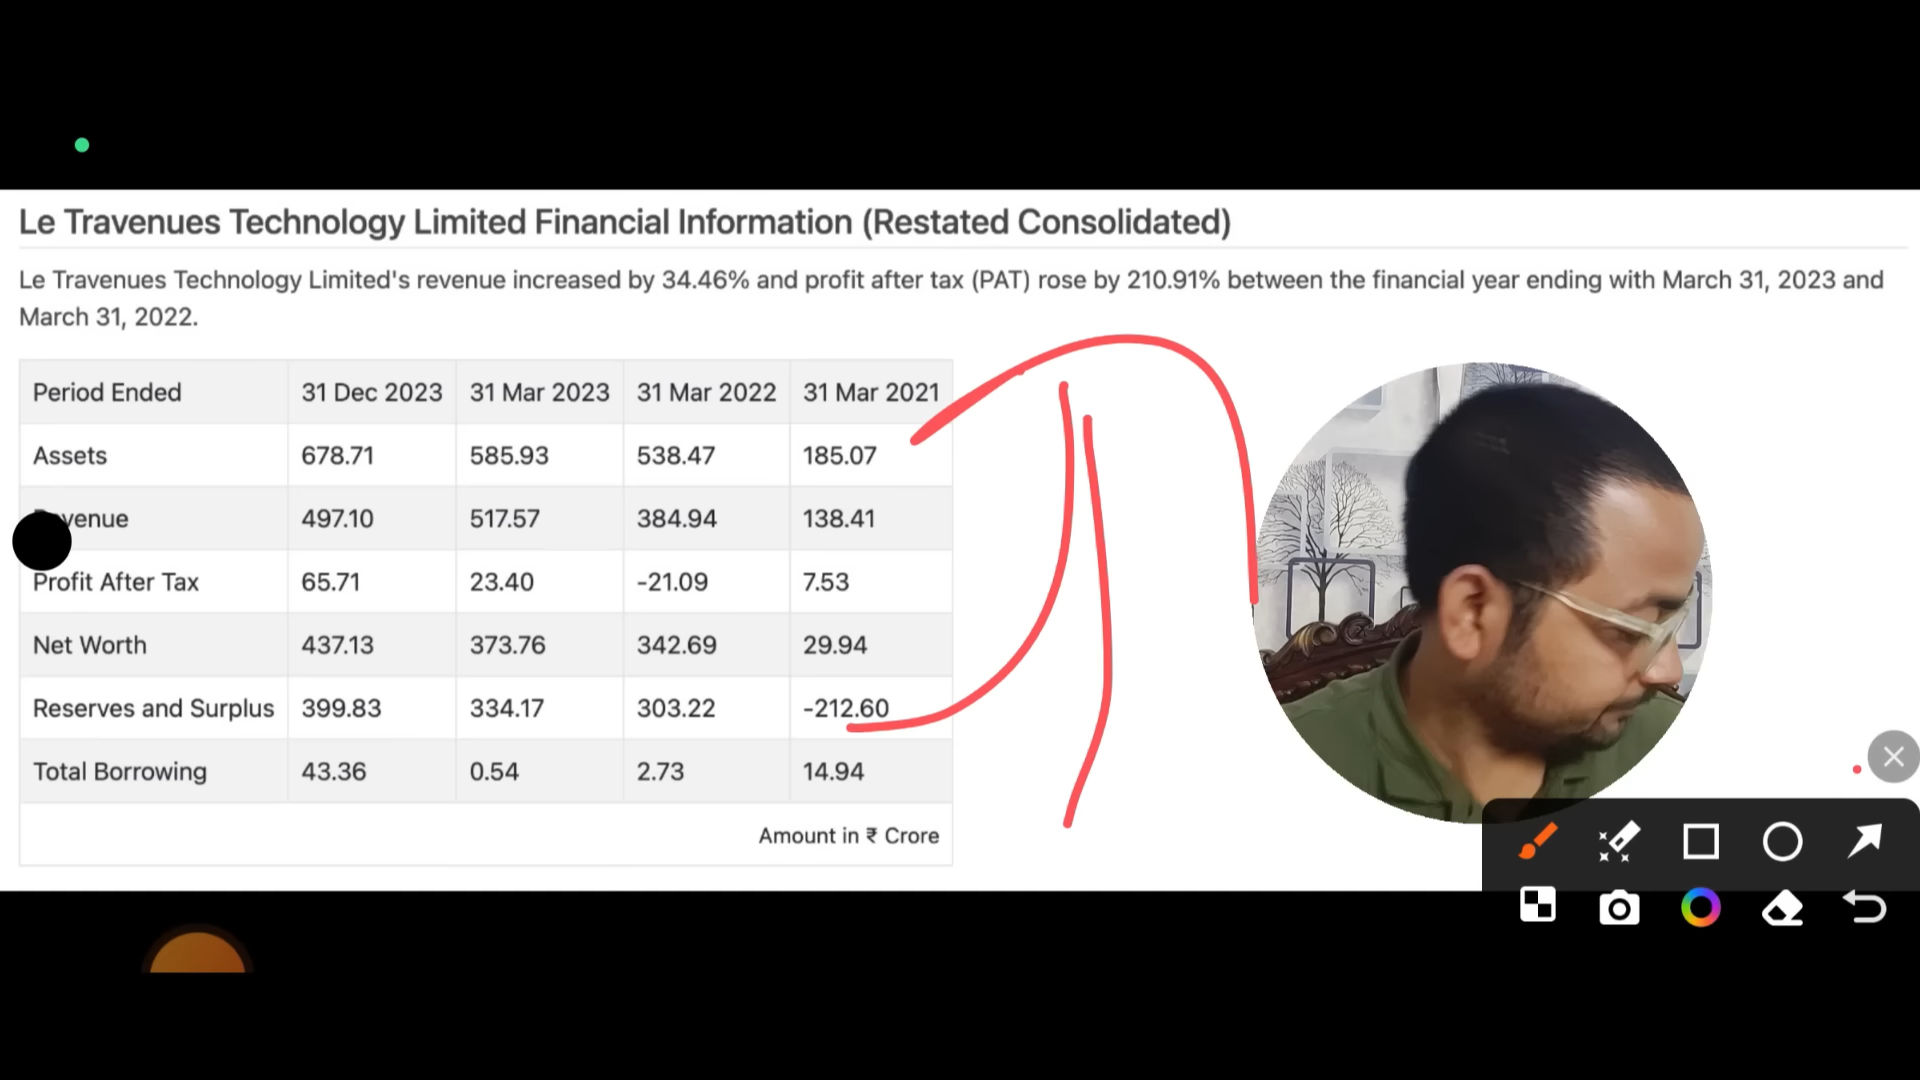 Le Travenues Technology Limited Financial Information (Restated Consolidated)
Le Travenues Technology Limited's revenue increased by 34.46% and profit after tax (PAT) rose by 210.91% between the financial year ending with March 31, 2023 and
March 31, 2022.
Period Ended 31 Dec 2023 31 Mar 2023 31 Mar 2022 31 Mar 2021
Assets 678.71 585.93 538.47 185.07
497.10 517.57 384.94 138.41
Profit After Tax 65.71 23.40 -21.09 7.53
Net Worth 437.13 373.76 342.69 29.94
Reserves and Surplus 399.83 334.17 303.22 -212.60
Total Borrowing 43.36 0.54 2.73 14.94
Amount in ₹ Crore